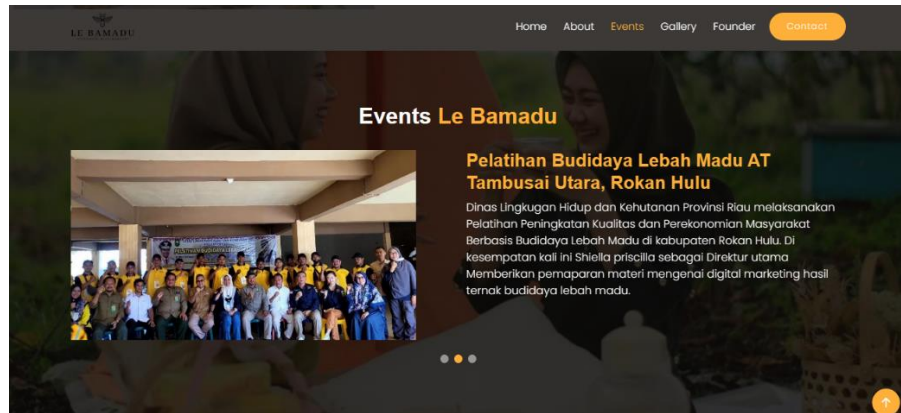 LE BAMADU
Home About Events Gallery Founder Contact
Events Le Bamadu
Pelatihan Budidaya Lebah Madu AT
Tambusai Utara, Rokan Hulu
Dinas Lingkugan Hidup dan Kehutanan Provinsi Riau melaksanakan
Pelatihan Peningkatan Kualitas dan Perekonomian Masyarakat
Berbasis Budidaya Lebah Madu di kabupaten Rokan Hulu. Di
kesempatan kali ini Shiella priscilla sebagai Direktur utama
Memberikan pemaparan materi mengenai digital marketing hasil
ternak budidaya lebah madu.